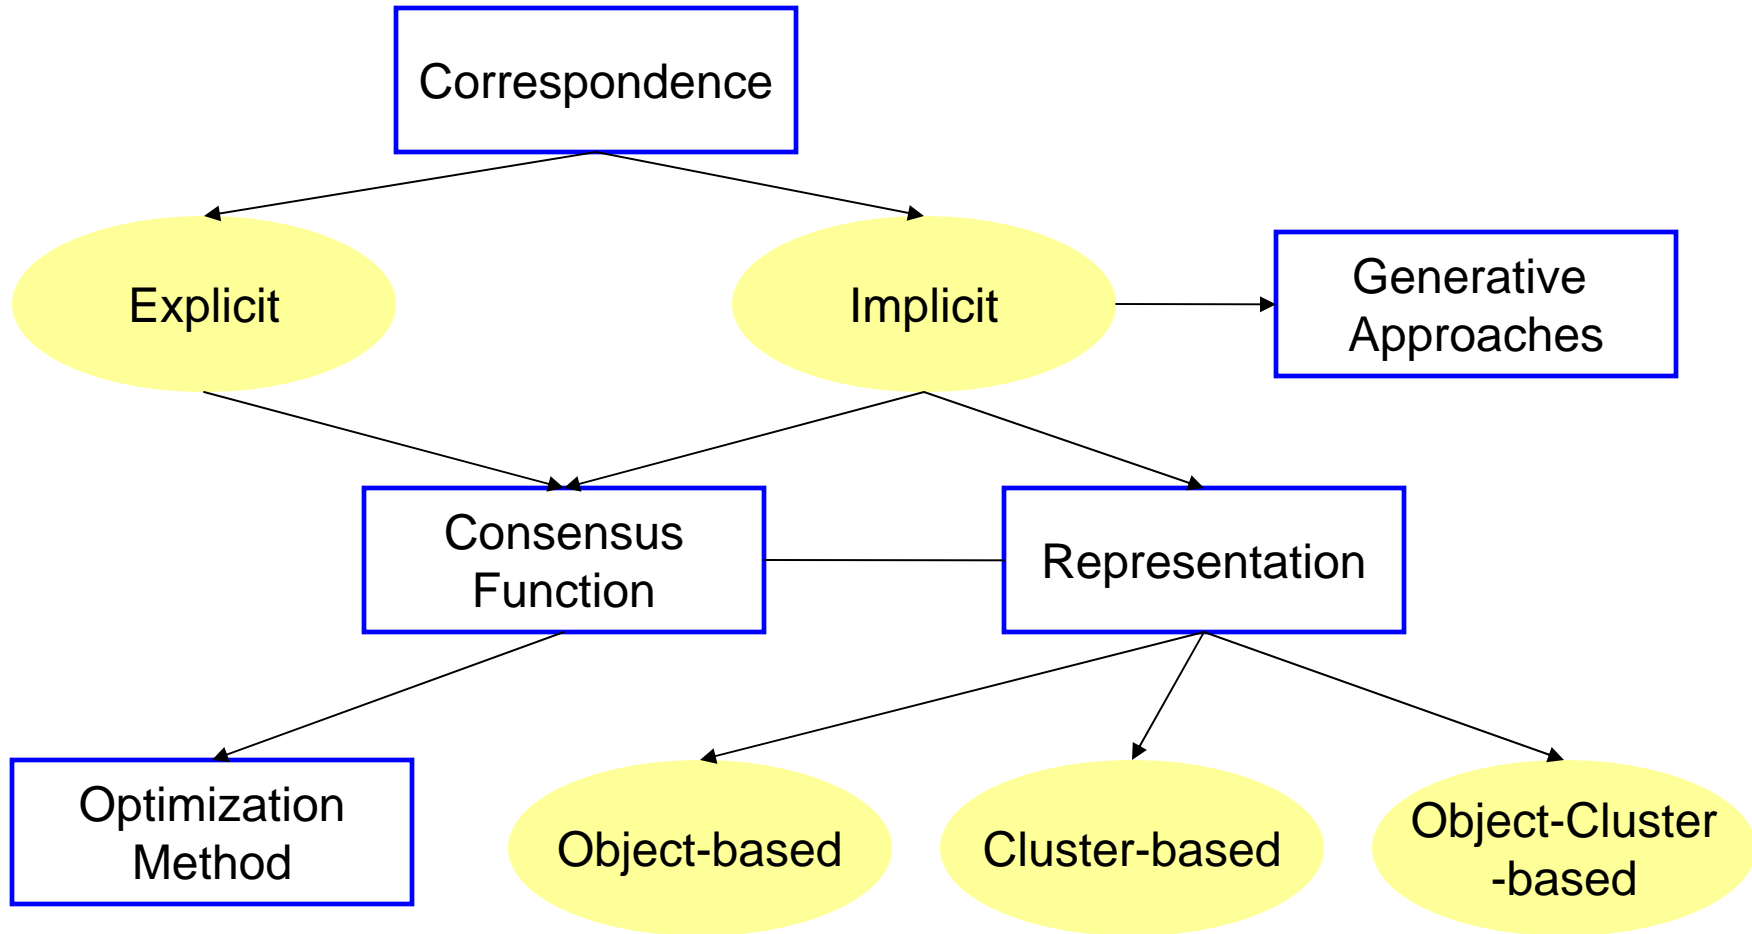 Correspondence
Explicit
Implicit
Generative
Approaches
Consensus
Function
Representation
Optimization
Method
Object-based
Cluster-based
Object-Cluster
-based